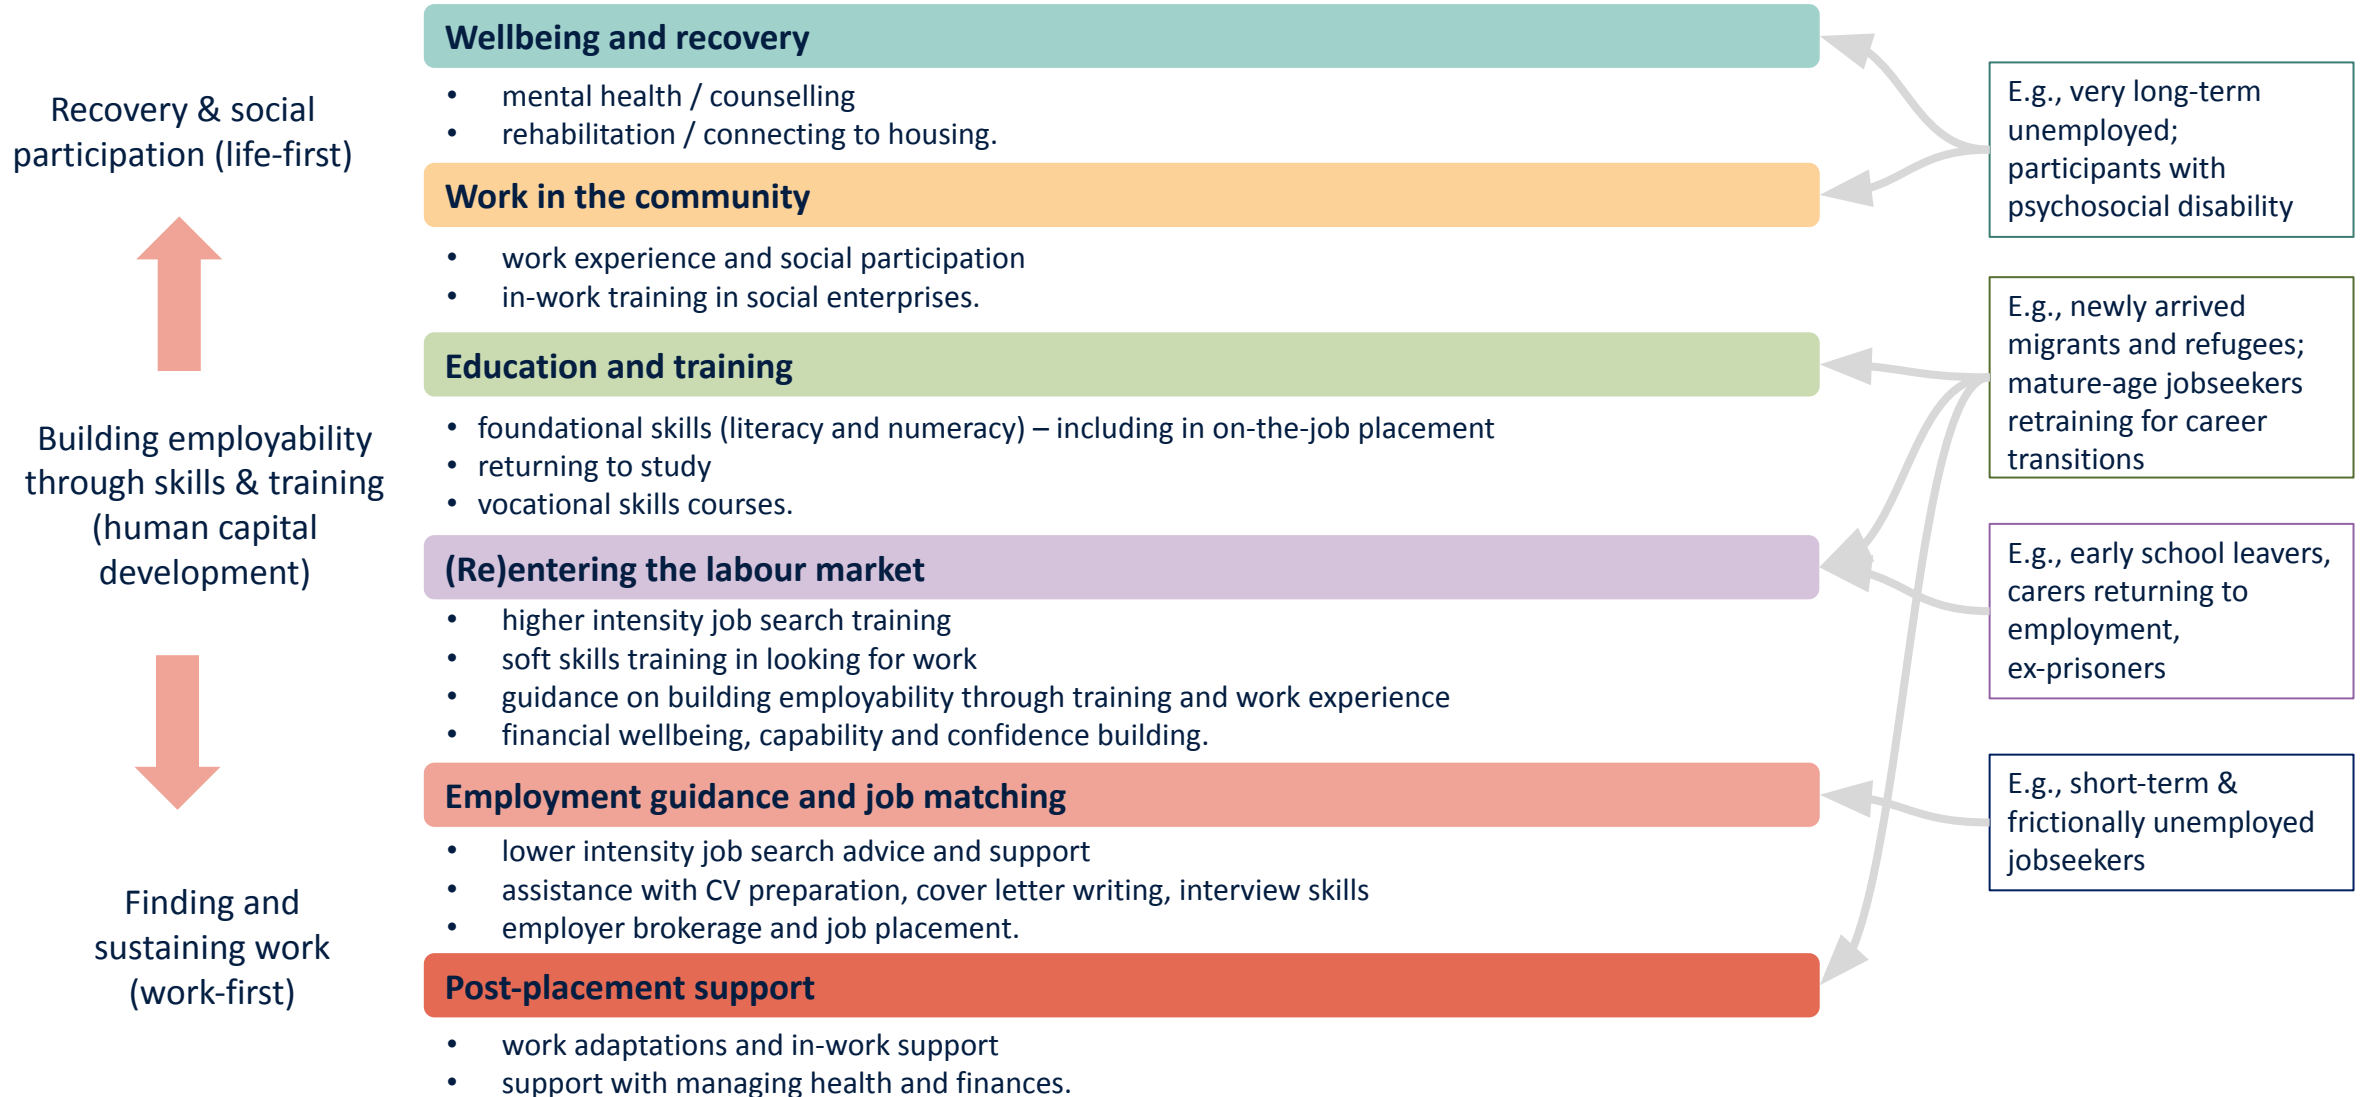 Recovery & social
participation (life-first)
Building employability
through skills & training
(human capital
development)
Finding and
sustaining work
(work-first)
Wellbeing and recovery
• mental health / counselling
• rehabilitation / connecting to housing.
Work in the community
• work experience and social participation
• in-work training in social enterprises.
Education and training
• foundational skills (literacy and numeracy) – including in on-the-job placement
• returning to study
• vocational skills courses.
(Re)entering the labour market
• higher intensity job search training
• soft skills training in looking for work
• guidance on building employability through training and work experience
• financial wellbeing, capability and confidence building.
Employment guidance and job matching
• lower intensity job search advice and support
• assistance with CV preparation, cover letter writing, interview skills
• employer brokerage and job placement.
Post-placement support
• work adaptations and in-work support
• support with managing health and finances.
E.g., very long-term
unemployed;
participants with
psychosocial disability
E.g., newly arrived
migrants and refugees;
mature-age jobseekers
retraining for career
transitions
E.g., early school leavers,
carers returning to
employment,
ex-prisoners
E.g., short-term &
frictionally unemployed
jobseekers